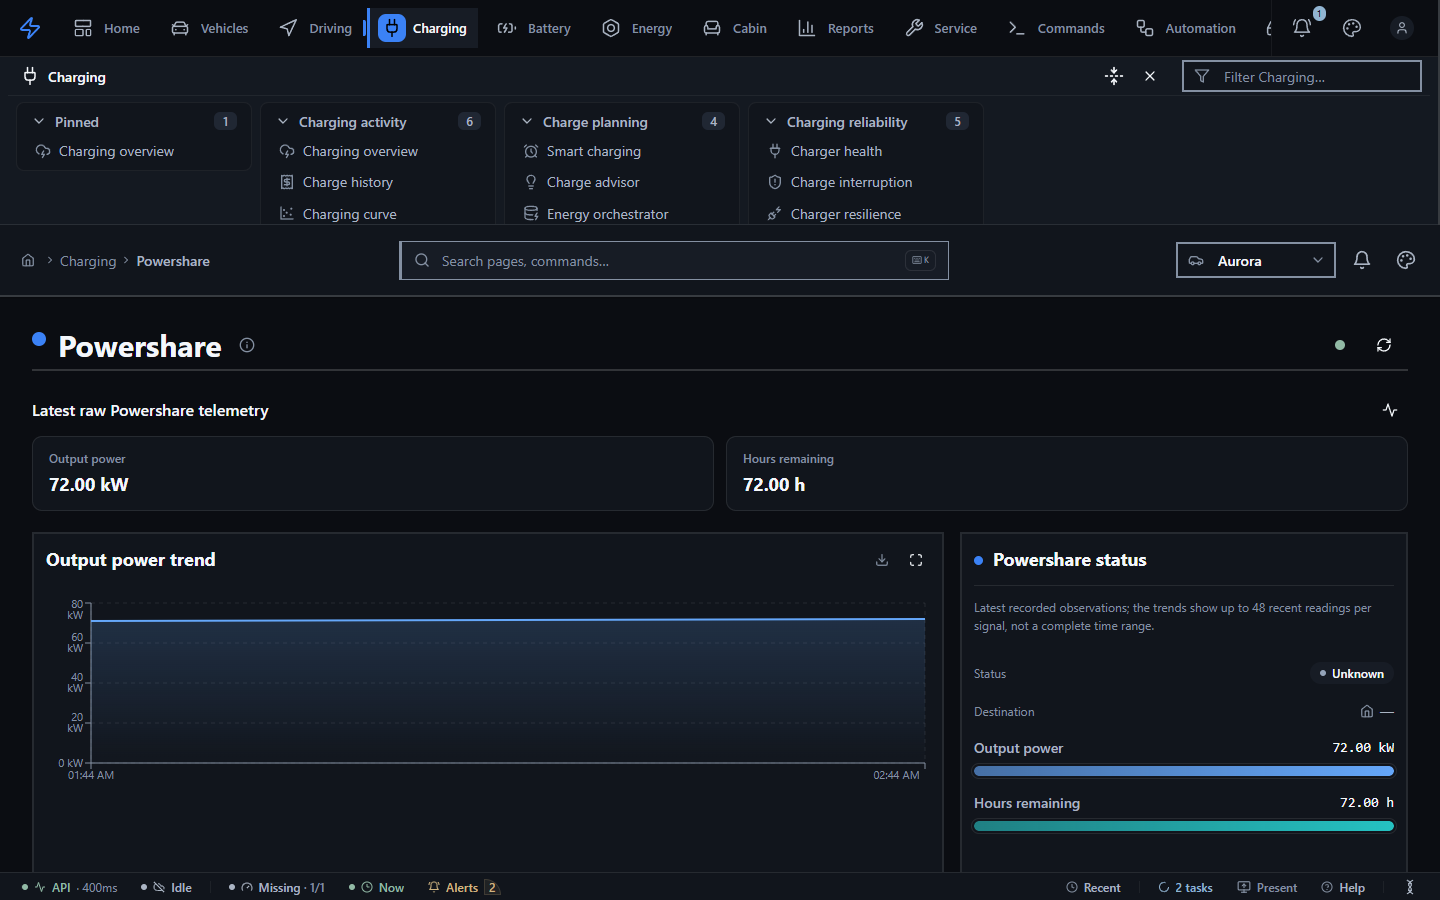 Home
Vehicles
Driving
Charging
Battery
Energy
Cabin
Reports
Service
Commands
Automation
1
Charging
Filter Charging...
Pinned 1
Charging overview
Charging activity 6
Charging overview
Charge history
Charging curve
Charge planning 4
Smart charging
Charge advisor
Energy orchestrator
Charging reliability 5
Charger health
Charge interruption
Charger resilience
Charging
Powershare
Search pages, commands...
K
Aurora
Powershare
Latest raw Powershare telemetry
Output power
72.00 kW
Hours remaining
72.00 h
Output power trend
80 kW
60 kW
40 kW
20 kW
0 kW
01:44 AM
02:44 AM
Powershare status
Latest recorded observations; the trends show up to 48 recent readings per
signal, not a complete time range.
Status Unknown
Destination —
Output power 72.00 kW
Hours remaining 72.00 h
API · 400ms
Idle
Missing · 1/1
Now
Alerts 2
Recent
2 tasks
Present
Help